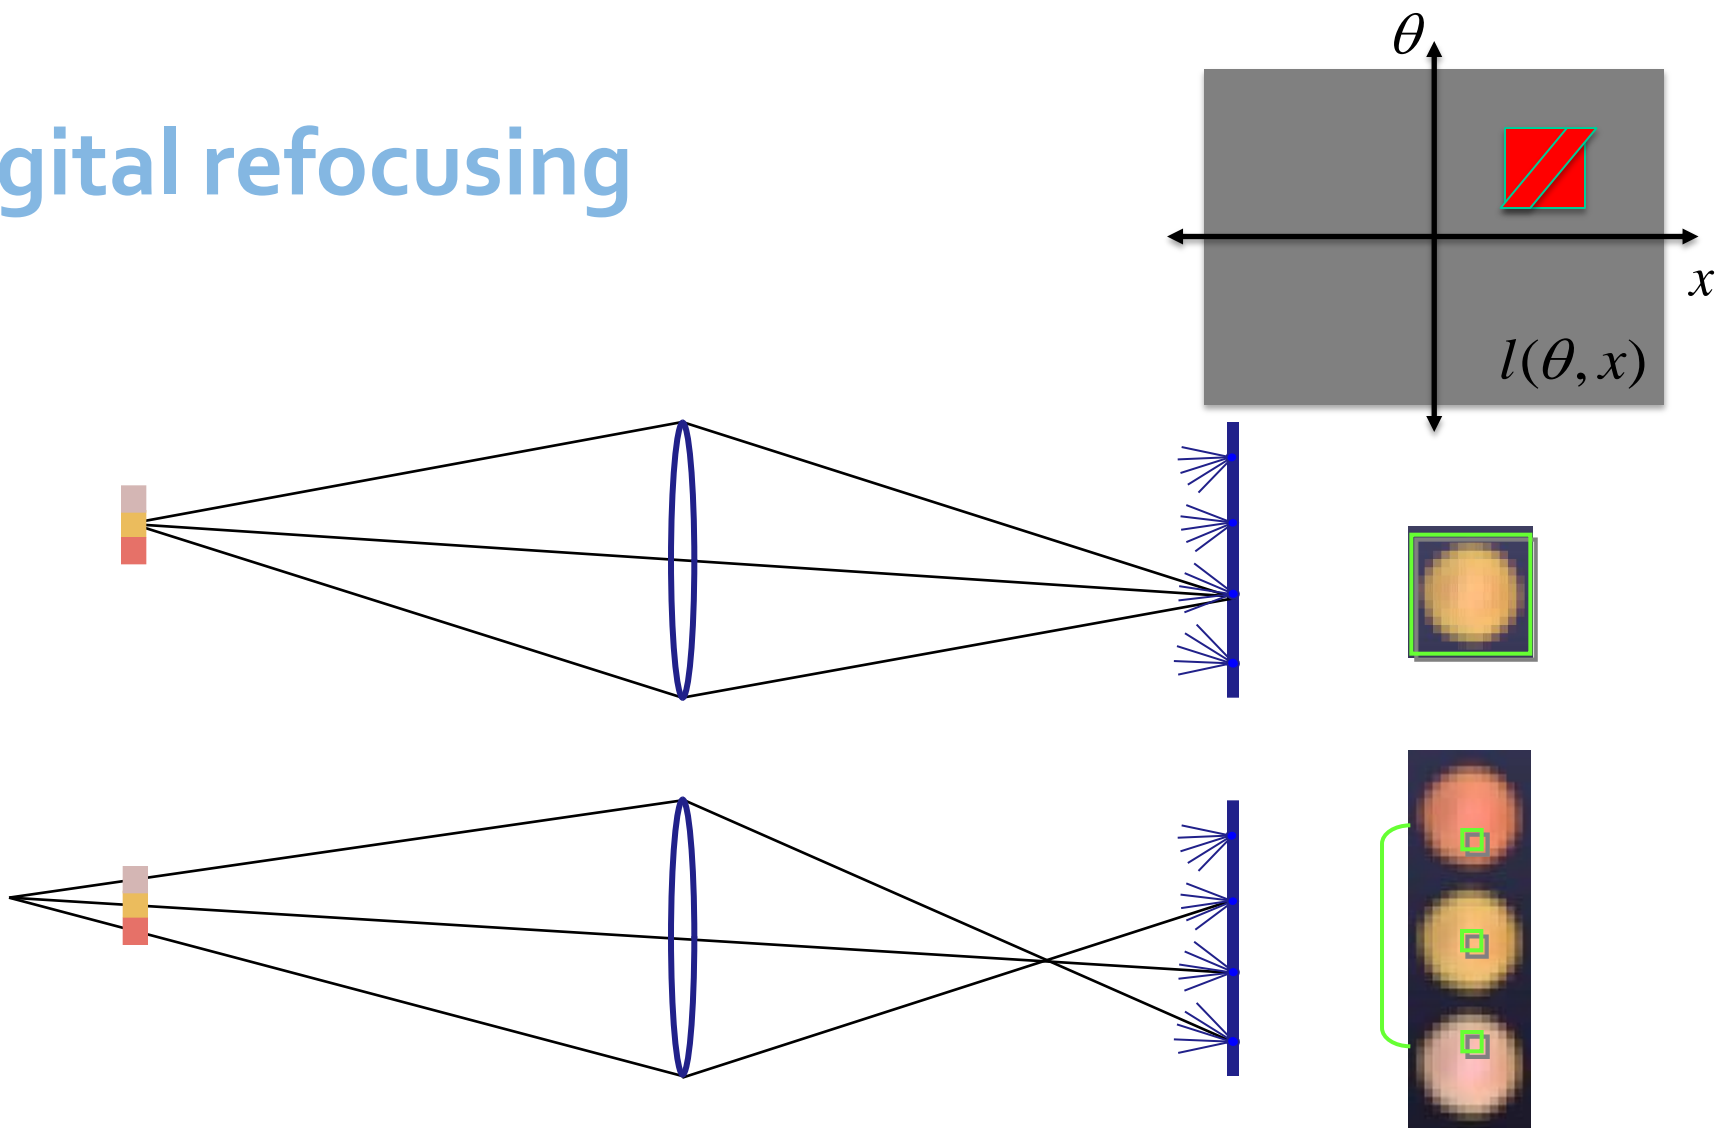 gital refocusing
θ
x
l(θ, x)